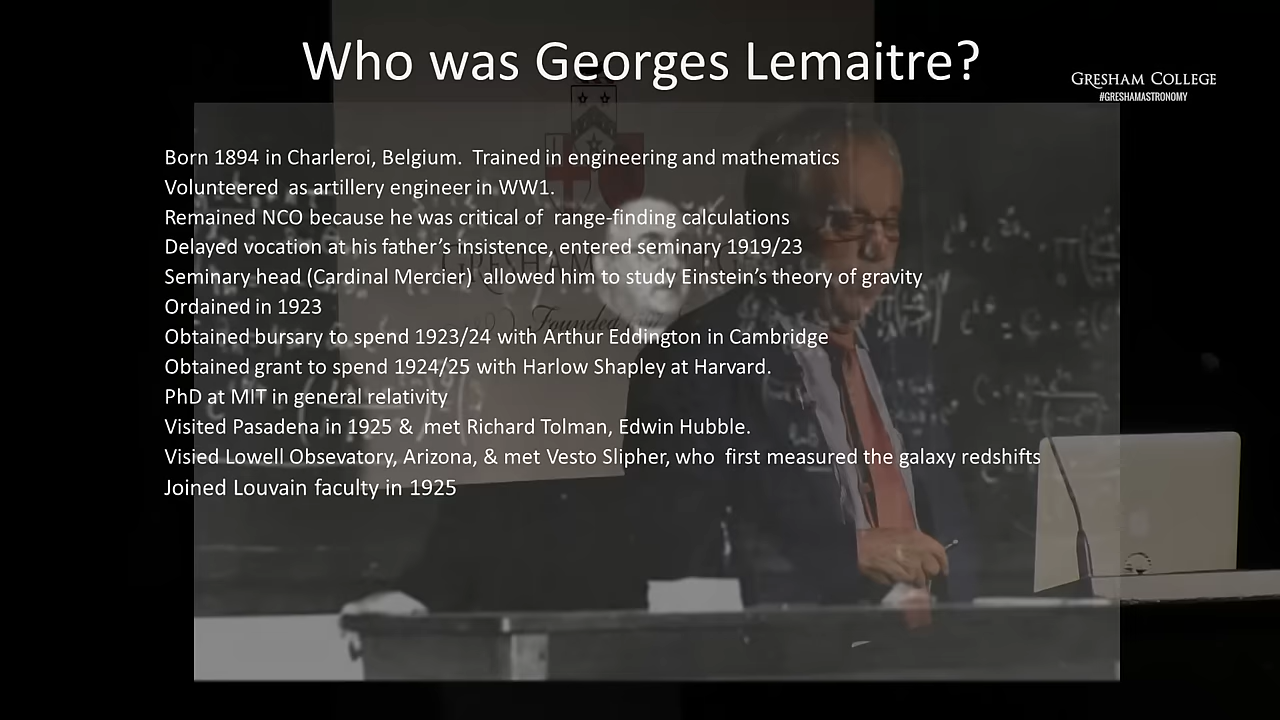 Who was Georges Lemaitre?
GRESHAM COLLEGE
#GRESHAMASTRONOMY
Born 1894 in Charleroi, Belgium. Trained in engineering and mathematics
Volunteered as artillery engineer in WW1.
Remained NCO because he was critical of range-finding calculations
Delayed vocation at his father's insistence, entered seminary 1919/23
Seminary head (Cardinal Mercier) allowed him to study Einstein's theory of gravity
Ordained in 1923
Obtained bursary to spend 1923/24 with Arthur Eddington in Cambridge
Obtained grant to spend 1924/25 with Harlow Shapley at Harvard.
PhD at MIT in general relativity
Visited Pasadena in 1925 & met Richard Tolman, Edwin Hubble.
Visied Lowell Obsevatory, Arizona, & met Vesto Slipher, who first measured the galaxy redshifts
Joined Louvain faculty in 1925